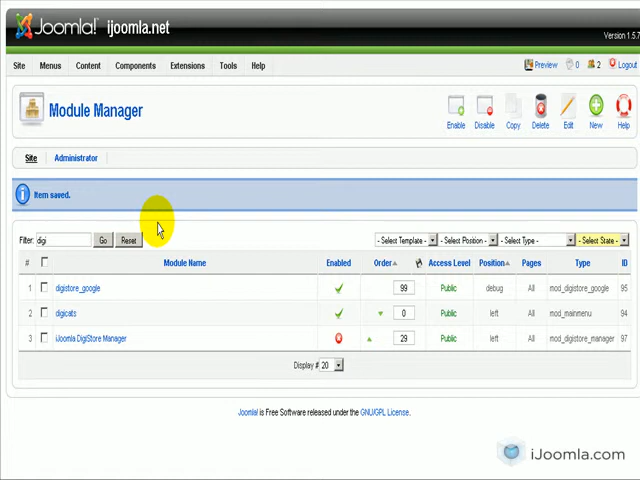 Joomla! ijoomla.net
Version 1.5.7
Site Menus Content Components Extensions Tools Help Preview 0 2 Logout
Module Manager
Enable Disable Copy Delete Edit New Help
Site Administrator
Item saved.
Filter: digi Go Reset - Select Template - - Select Position - - Select Type - - Select State -
# Module Name Enabled Order Access Level Position Pages Type ID
1 digistore_google 99 Public debug All mod_digistore_google 95
2 digicats 0 Public left All mod_mainmenu 94
3 iJoomla DigiStore Manager 29 Public left All mod_digistore_manager 97
Display # 20
Joomla! is Free Software released under the GNU/GPL License.
iJoomla.com